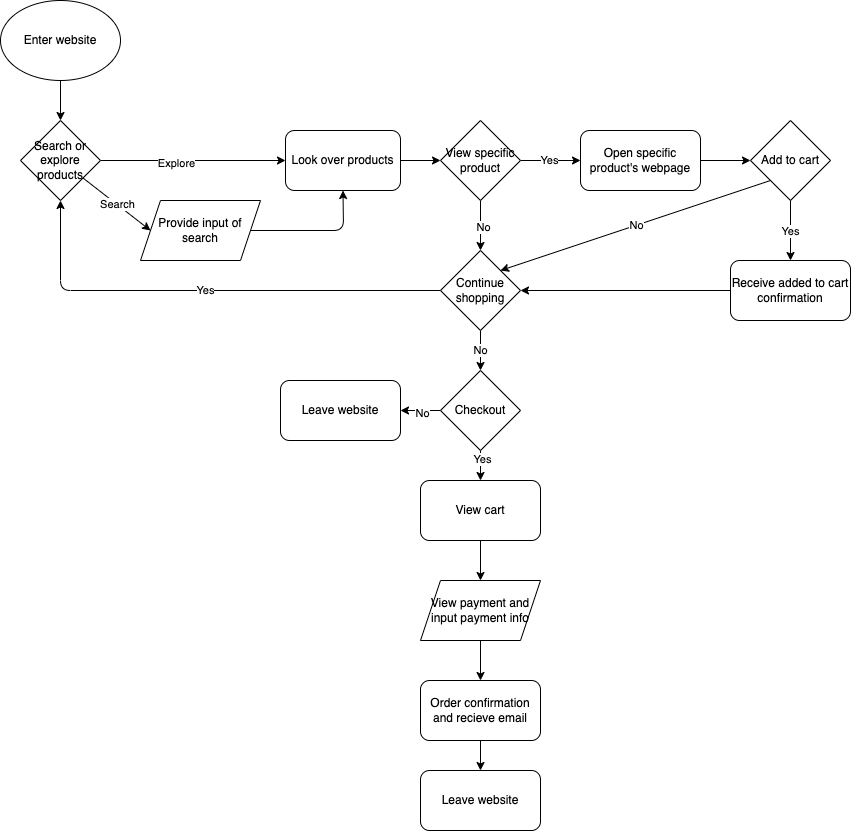 Enter website
Search or
explore
products
Explore
Look over products
View specific
product
Yes
Open specific
product's webpage
Add to cart
Search
Provide input of
search
No
No
Yes
Continue
shopping
Receive added to cart
confirmation
Yes
No
Leave website
No
Checkout
Yes
View cart
View payment and
input payment info
Order confirmation
and recieve email
Leave website